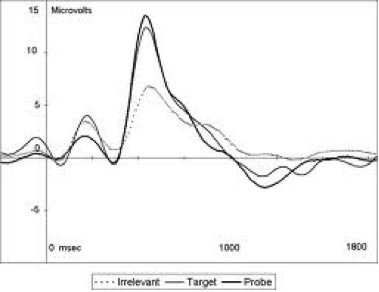 15 Microvolts
10
5
0
-5
0 msec 1000 1800
Irrelevant Target Probe